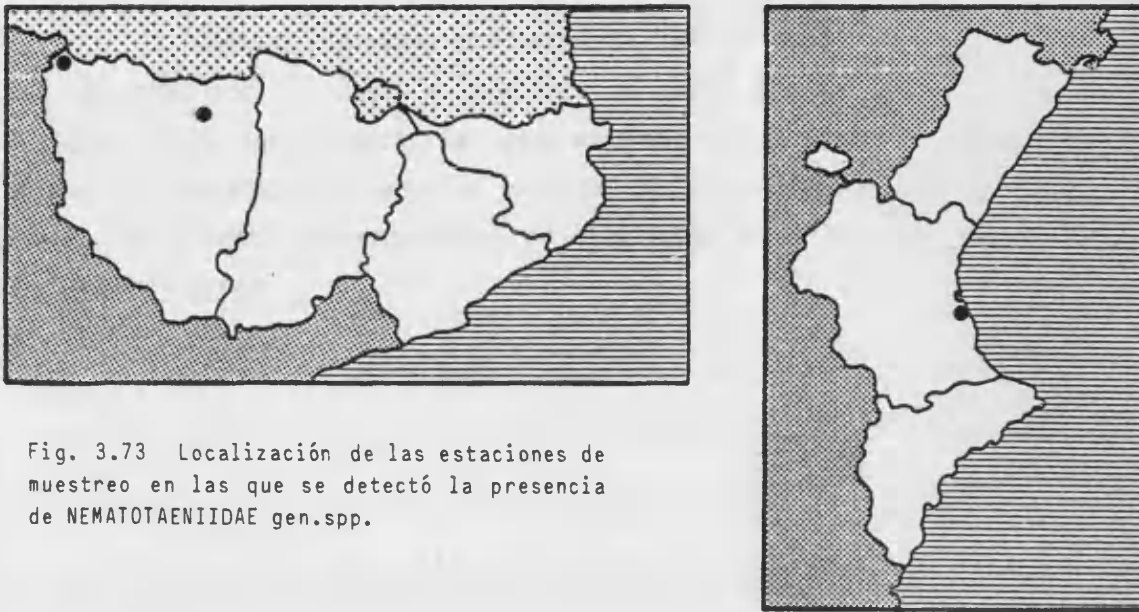 Fig. 3.73 Localización de las estaciones de
muestreo en las que se detectó la presencia
de NEMATOTAENIIDAE gen.spp.